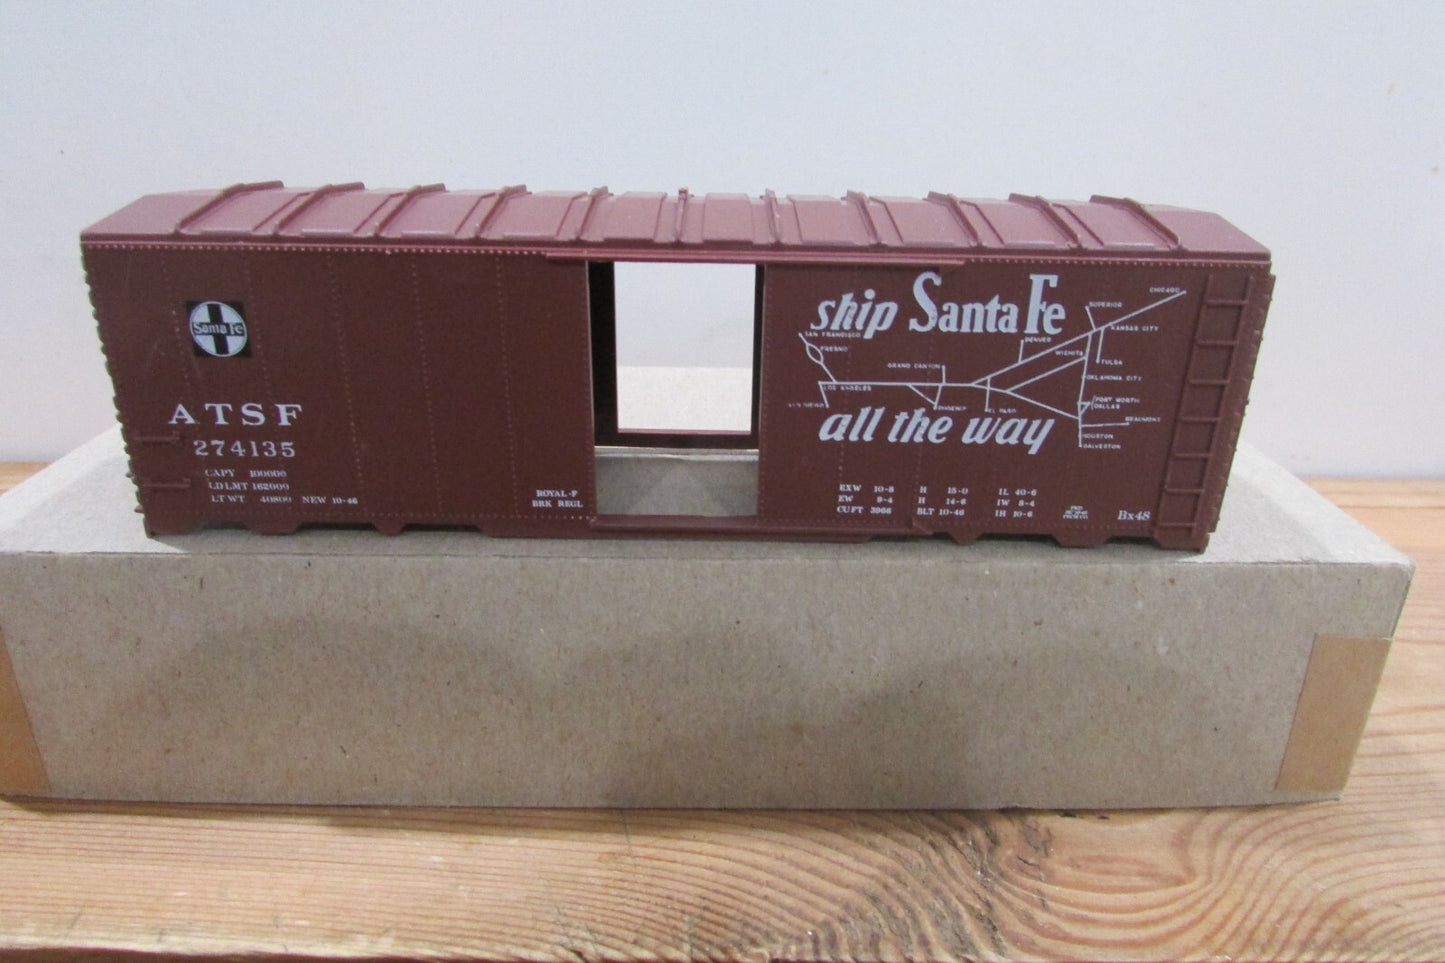 Santa Fe
ATSF
274135
CAPY 100000
LD LMT 162000
LT WT 40800 NEW 10-46
ROYAL-F
BRK REGL
ship Santa Fe
CHICAGO
SUPERIOR
KANSAS CITY
SAN FRANCISCO
FRESNO
DENVER
WICHITA
TULSA
GRAND CANYON
OKLAHOMA CITY
LOS ANGELES
FORT WORTH
DALLAS
SAN DIEGO
PHOENIX
EL PASO
BEAUMONT
HOUSTON
GALVESTON
all the way
EXW 10-8 H 15-0 IL 40-6
EW 9-4 H 14-6 IW 8-4
CUFT 3966 BLT 10-46 IH 10-6
Bx48